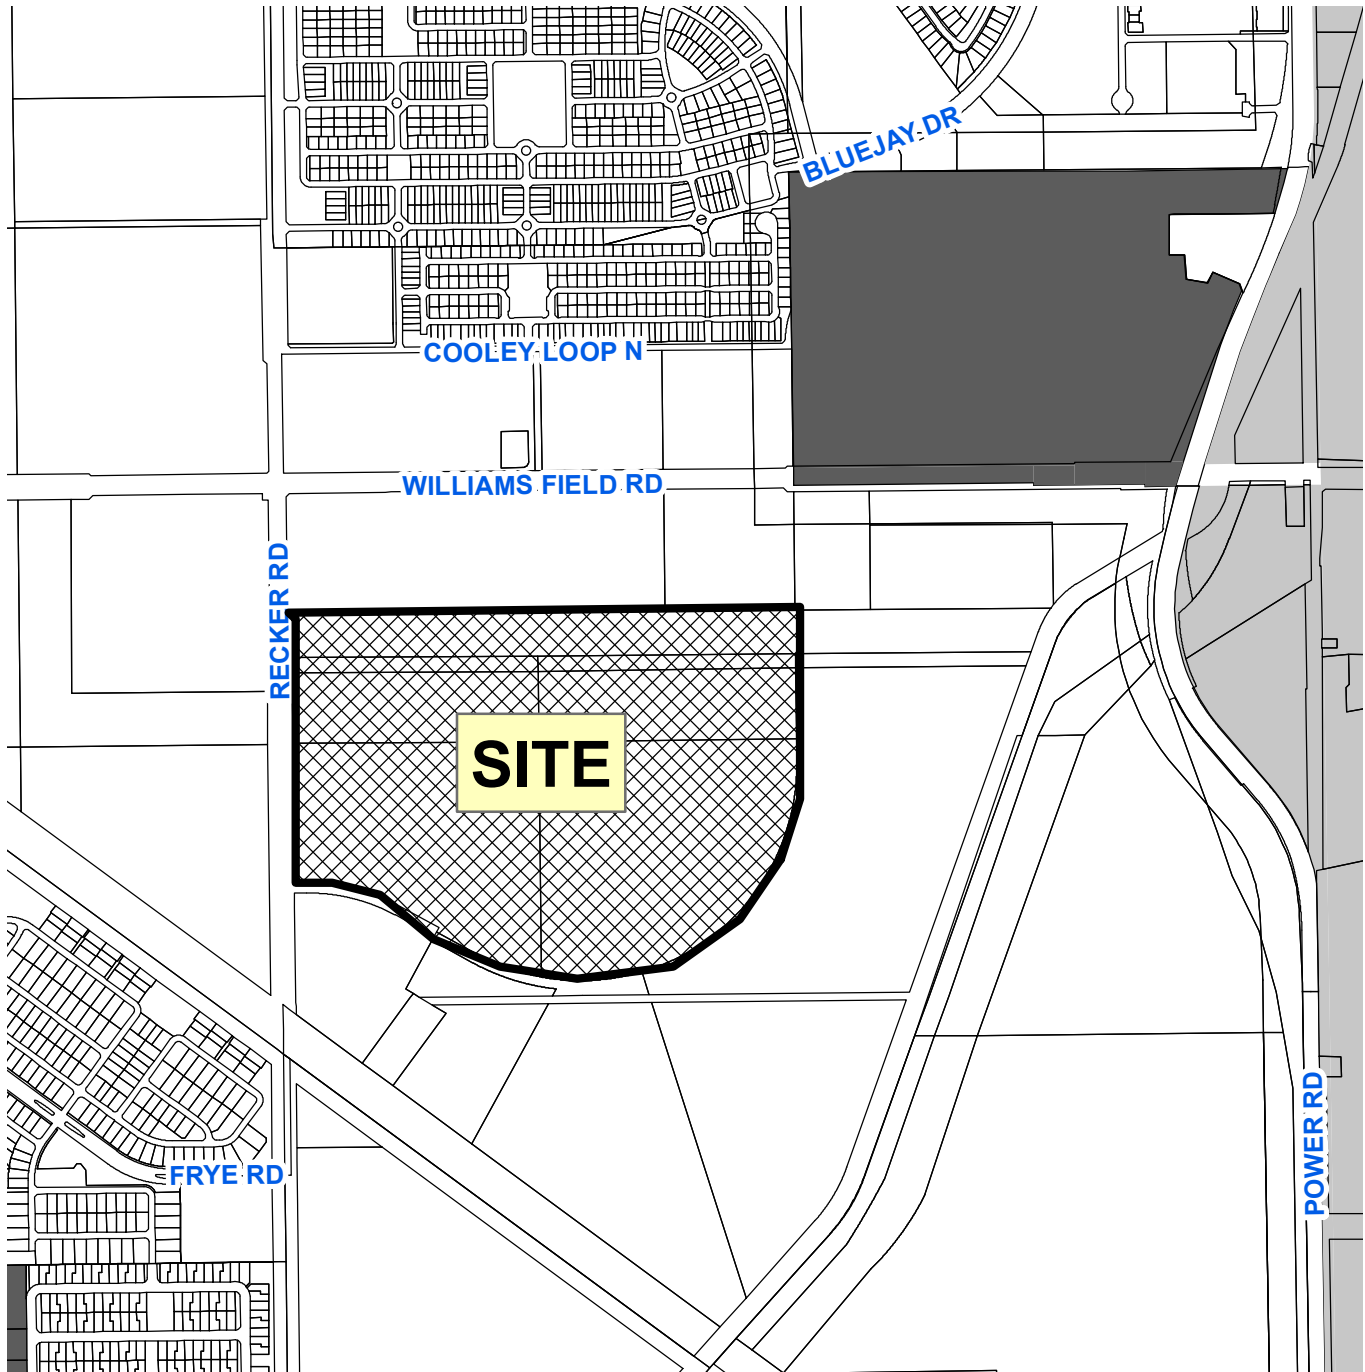 BLUEJAY DR
COOLEY LOOP N
WILLIAMS FIELD RD
RECKER RD
SITE
POWER RD
FRYE RD